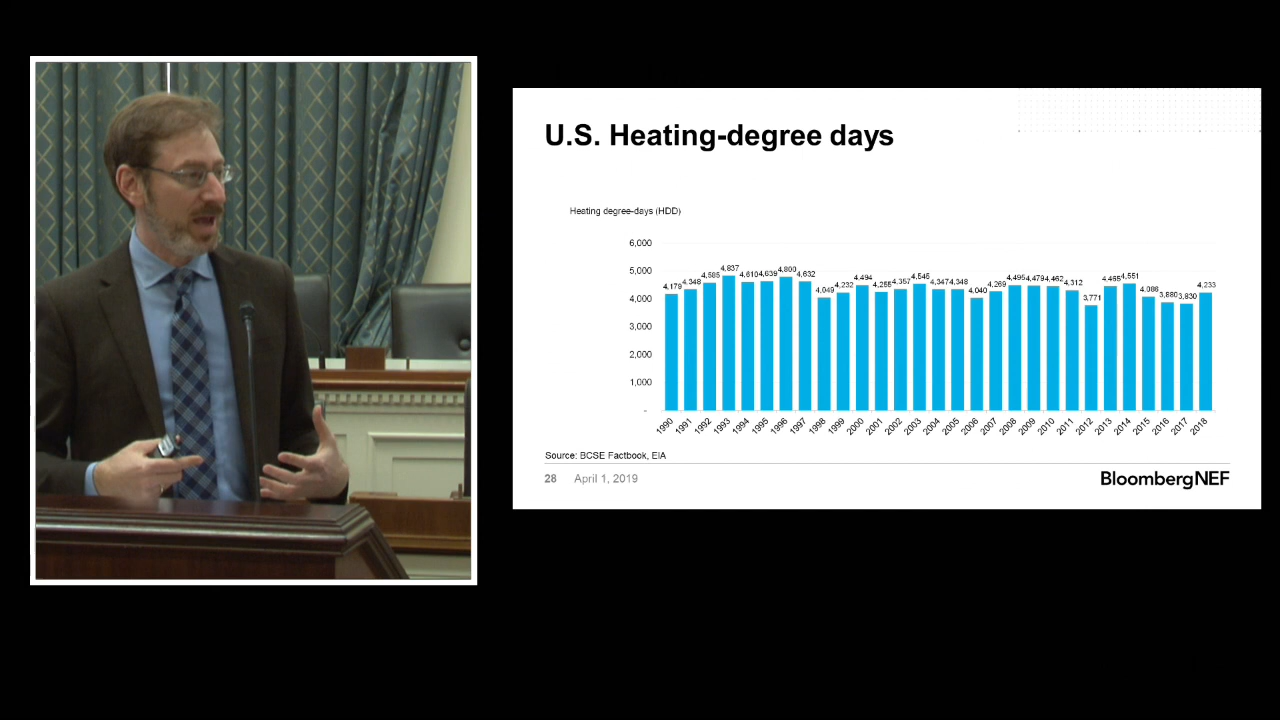 U.S. Heating-degree days
Heating degree-days (HDD)
6,000
5,000
4,000
3,000
2,000
1,000
-
4,179 4,348 4,585 4,837 4,610 4,639 4,800 4,632 4,049 4,232 4,494 4,255 4,357 4,545 4,347 4,348 4,040 4,269 4,495 4,479 4,462 4,312 3,771 4,465 4,551 4,086 3,880 3,830 4,233
1990 1991 1992 1993 1994 1995 1996 1997 1998 1999 2000 2001 2002 2003 2004 2005 2006 2007 2008 2009 2010 2011 2012 2013 2014 2015 2016 2017 2018
Source: BCSE Factbook, EIA
28 April 1, 2019
BloombergNEF